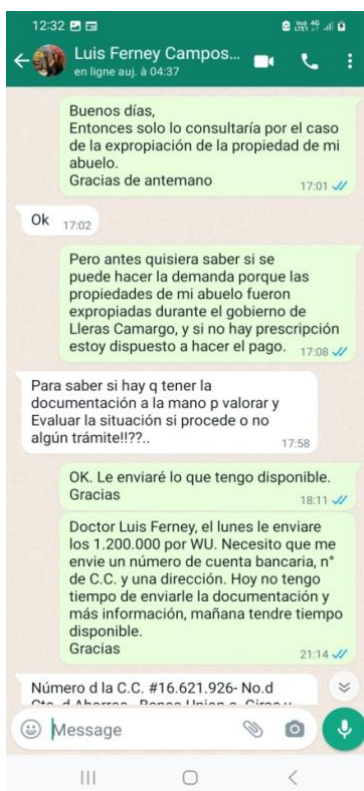 12:32
Luis Ferney Campos...
en ligne auj. à 04:37
Buenos días,
Entonces solo lo consultaría por el caso
de la expropiación de la propiedad de mi
abuelo.
Gracias de antemano
17:01
Ok 17:02
Pero antes quisiera saber si se
puede hacer la demanda porque las
propiedades de mi abuelo fueron
expropiadas durante el gobierno de
Lleras Camargo, y si no hay prescripción
estoy dispuesto a hacer el pago. 17:08
Para saber si hay q tener la
documentación a la mano p valorar y
Evaluar la situación si procede o no
algún trámite!!??..
17:58
OK. Le enviaré lo que tengo disponible.
Gracias
18:11
Doctor Luis Ferney, el lunes le enviare
los 1.200.000 por WU. Necesito que me
envie un número de cuenta bancaria, n°
de C.C. y una dirección. Hoy no tengo
tiempo de enviarle la documentación y
más información, mañana tendre tiempo
disponible.
Gracias
21:14
Número d la C.C. #16.621.926- No.d
Message